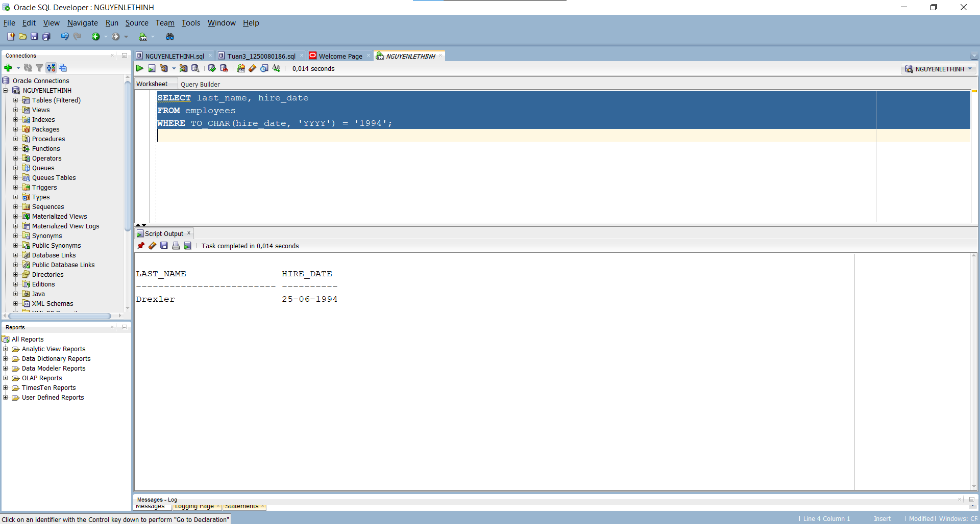 Oracle SQL Developer : NGUYENLETHINH
File Edit View Navigate Run Source Team Tools Window Help
Connections
NGUYENLETHINH.sql
Tuan3_1250080186.sql
Welcome Page
NGUYENLETHINH
0,014 seconds
NGUYENLETHINH
Worksheet Query Builder
SELECT last_name, hire_date
FROM employees
WHERE TO_CHAR(hire_date, 'YYYY') = '1994';
Oracle Connections
NGUYENLETHINH
Tables (Filtered)
Views
Indexes
Packages
Procedures
Functions
Operators
Queues
Queues Tables
Triggers
Types
Sequences
Materialized Views
Materialized View Logs
Synonyms
Public Synonyms
Database Links
Public Database Links
Directories
Editions
Java
XML Schemas
Reports
All Reports
Analytic View Reports
Data Dictionary Reports
Data Modeler Reports
OLAP Reports
TimesTen Reports
User Defined Reports
Script Output
Task completed in 0,014 seconds
LAST_NAME HIRE_DATE
------------------------- ----------
Drexler 25-06-1994
Messages - Log
Messages Logging Page Statements
Click on an identifier with the Control key down to perform "Go to Declaration"
Line 4 Column 1 Insert Modified Windows: CF